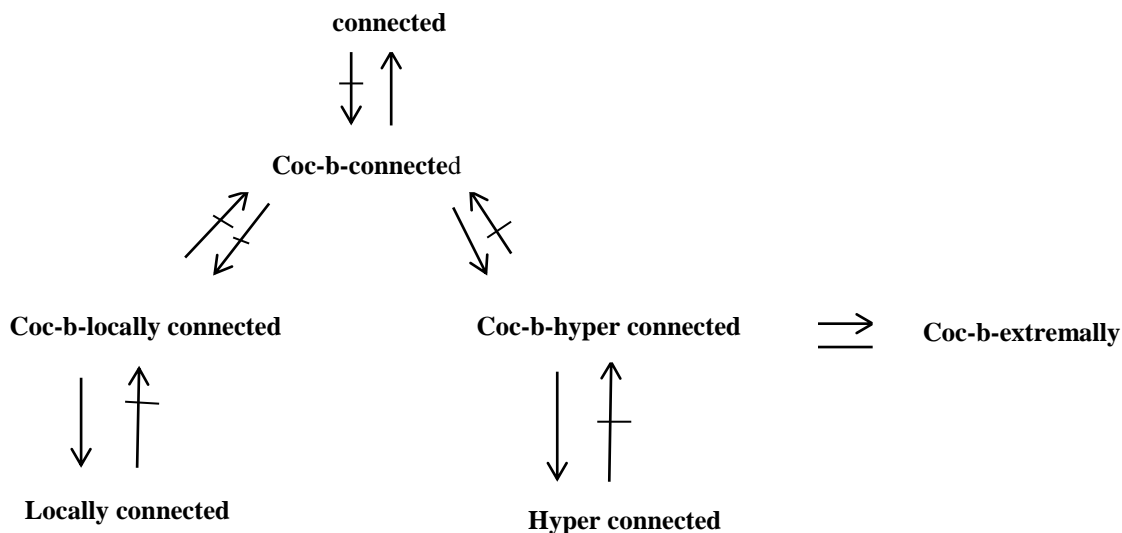 connected
Coc-b-connected
Coc-b-locally connected
Coc-b-hyper connected
Coc-b-extremally
Locally connected
Hyper connected